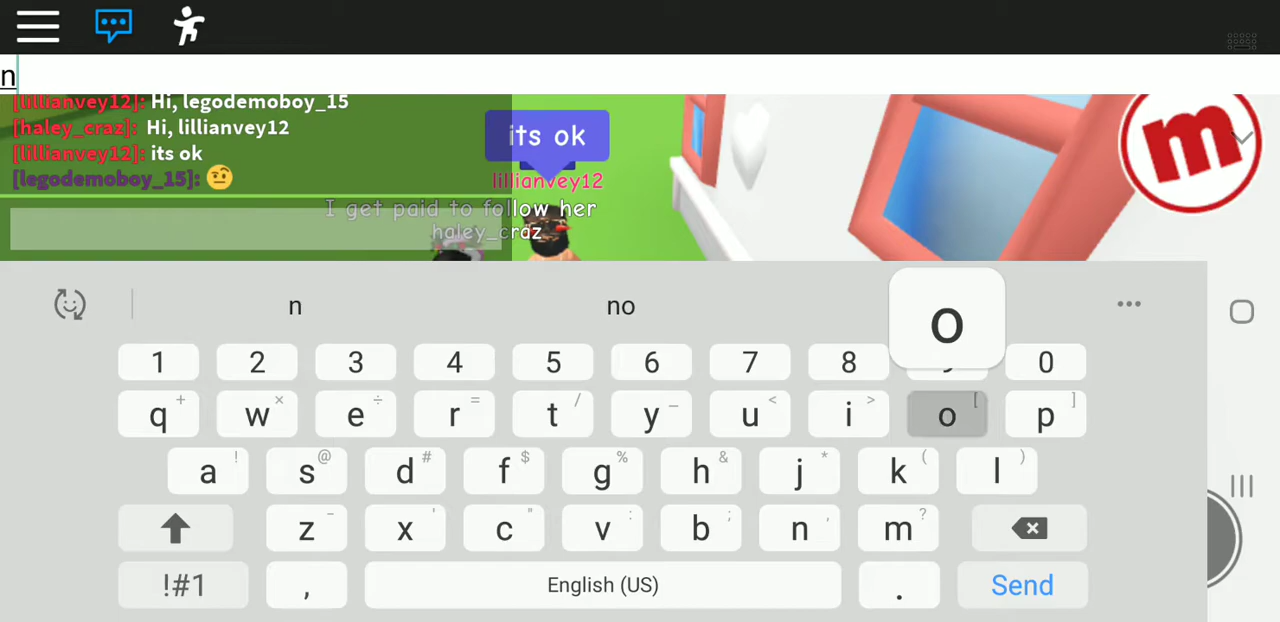 n
[lillianvey12]: Hi, legodemoboy_15
[haley_craz]: Hi, lillianvey12
[lillianvey12]: its ok
[legodemoboy_15]: 🤨
its ok
lillianvey12
I get paid to follow her
haley_craz
m
n no
o
1 2 3 4 5 6 7 8 0
q + w × e ÷ r = t / y _ u < i > o [ p ]
a ! s @ d # f $ g % h & j * k ( l )
z - x ' c " v : b ; n , m ?
!#1 , English (US) . Send